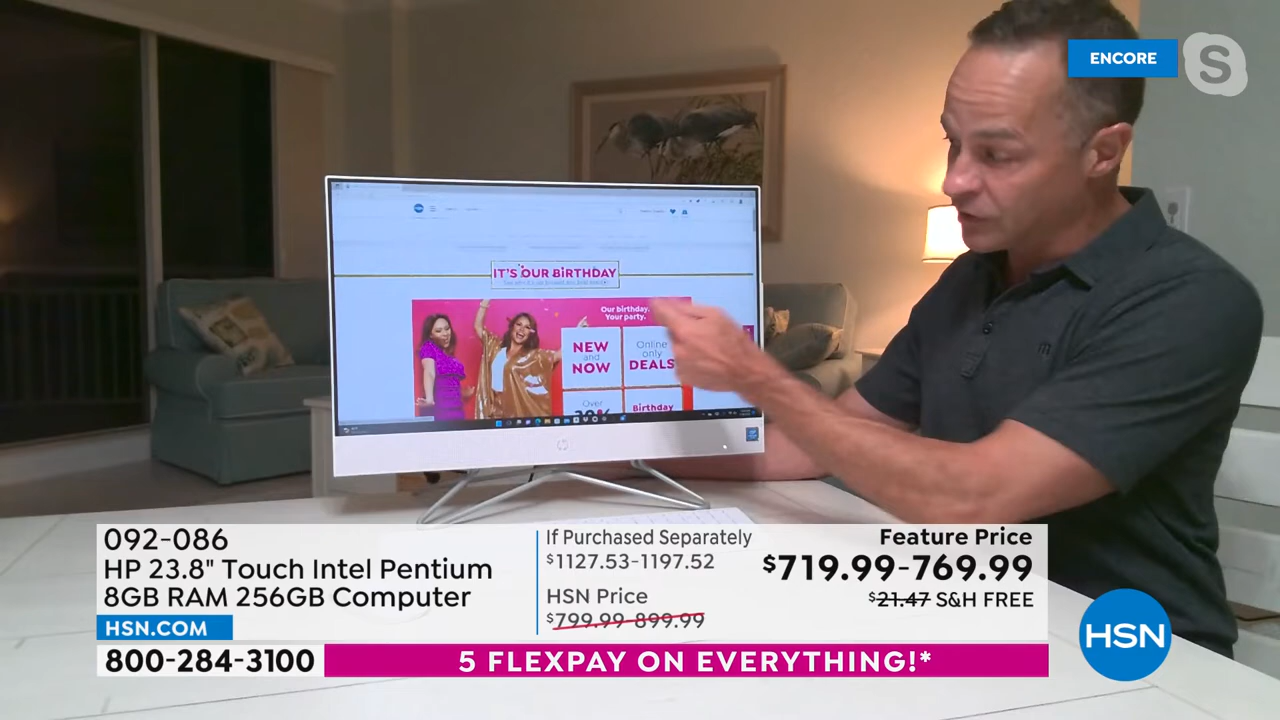 ENCORE
S
IT'S OUR BIRTHDAY
Our birthday.
Your party.
NEW
and
NOW
Online
only
DEALS
Over
Birthday
092-086
HP 23.8" Touch Intel Pentium
8GB RAM 256GB Computer
HSN.COM
800-284-3100
If Purchased Separately
$1127.53-1197.52
HSN Price
$799.99-899.99
Feature Price
$719.99-769.99
$21.47 S&H FREE
5 FLEXPAY ON EVERYTHING!*
HSN